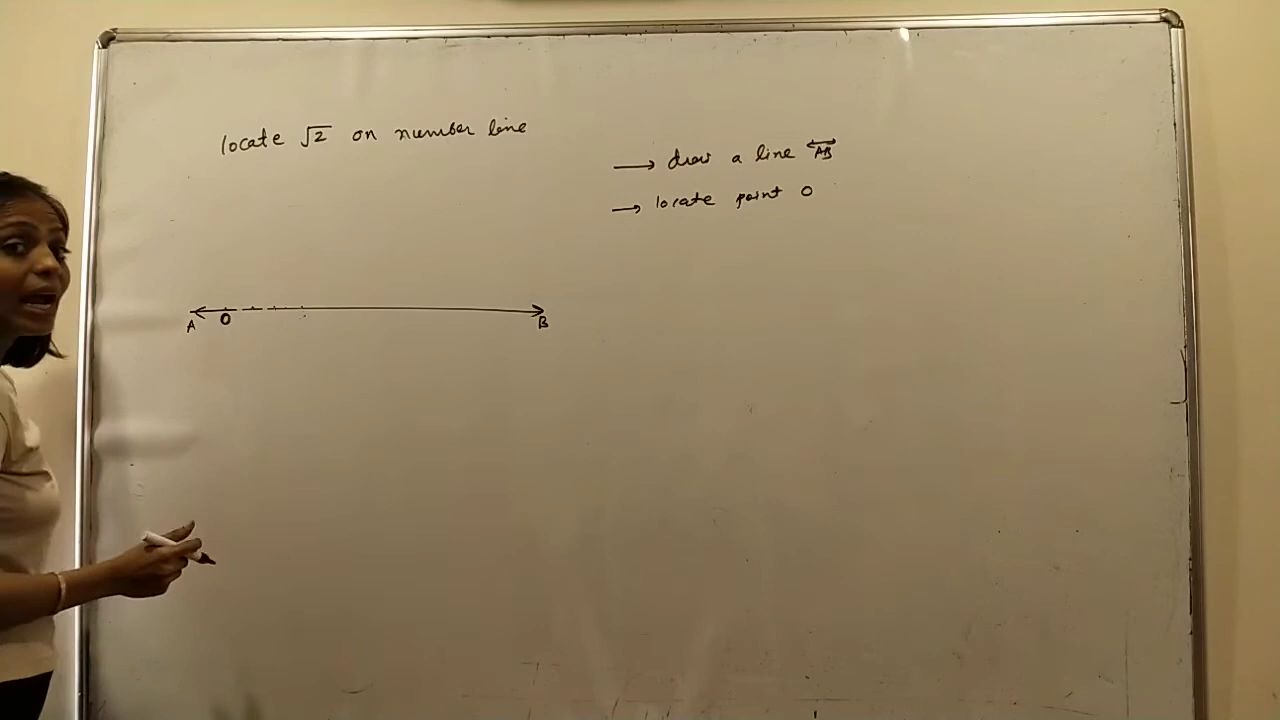 locate √2 on number line
→ draw a line AB
→ locate point O
A O B